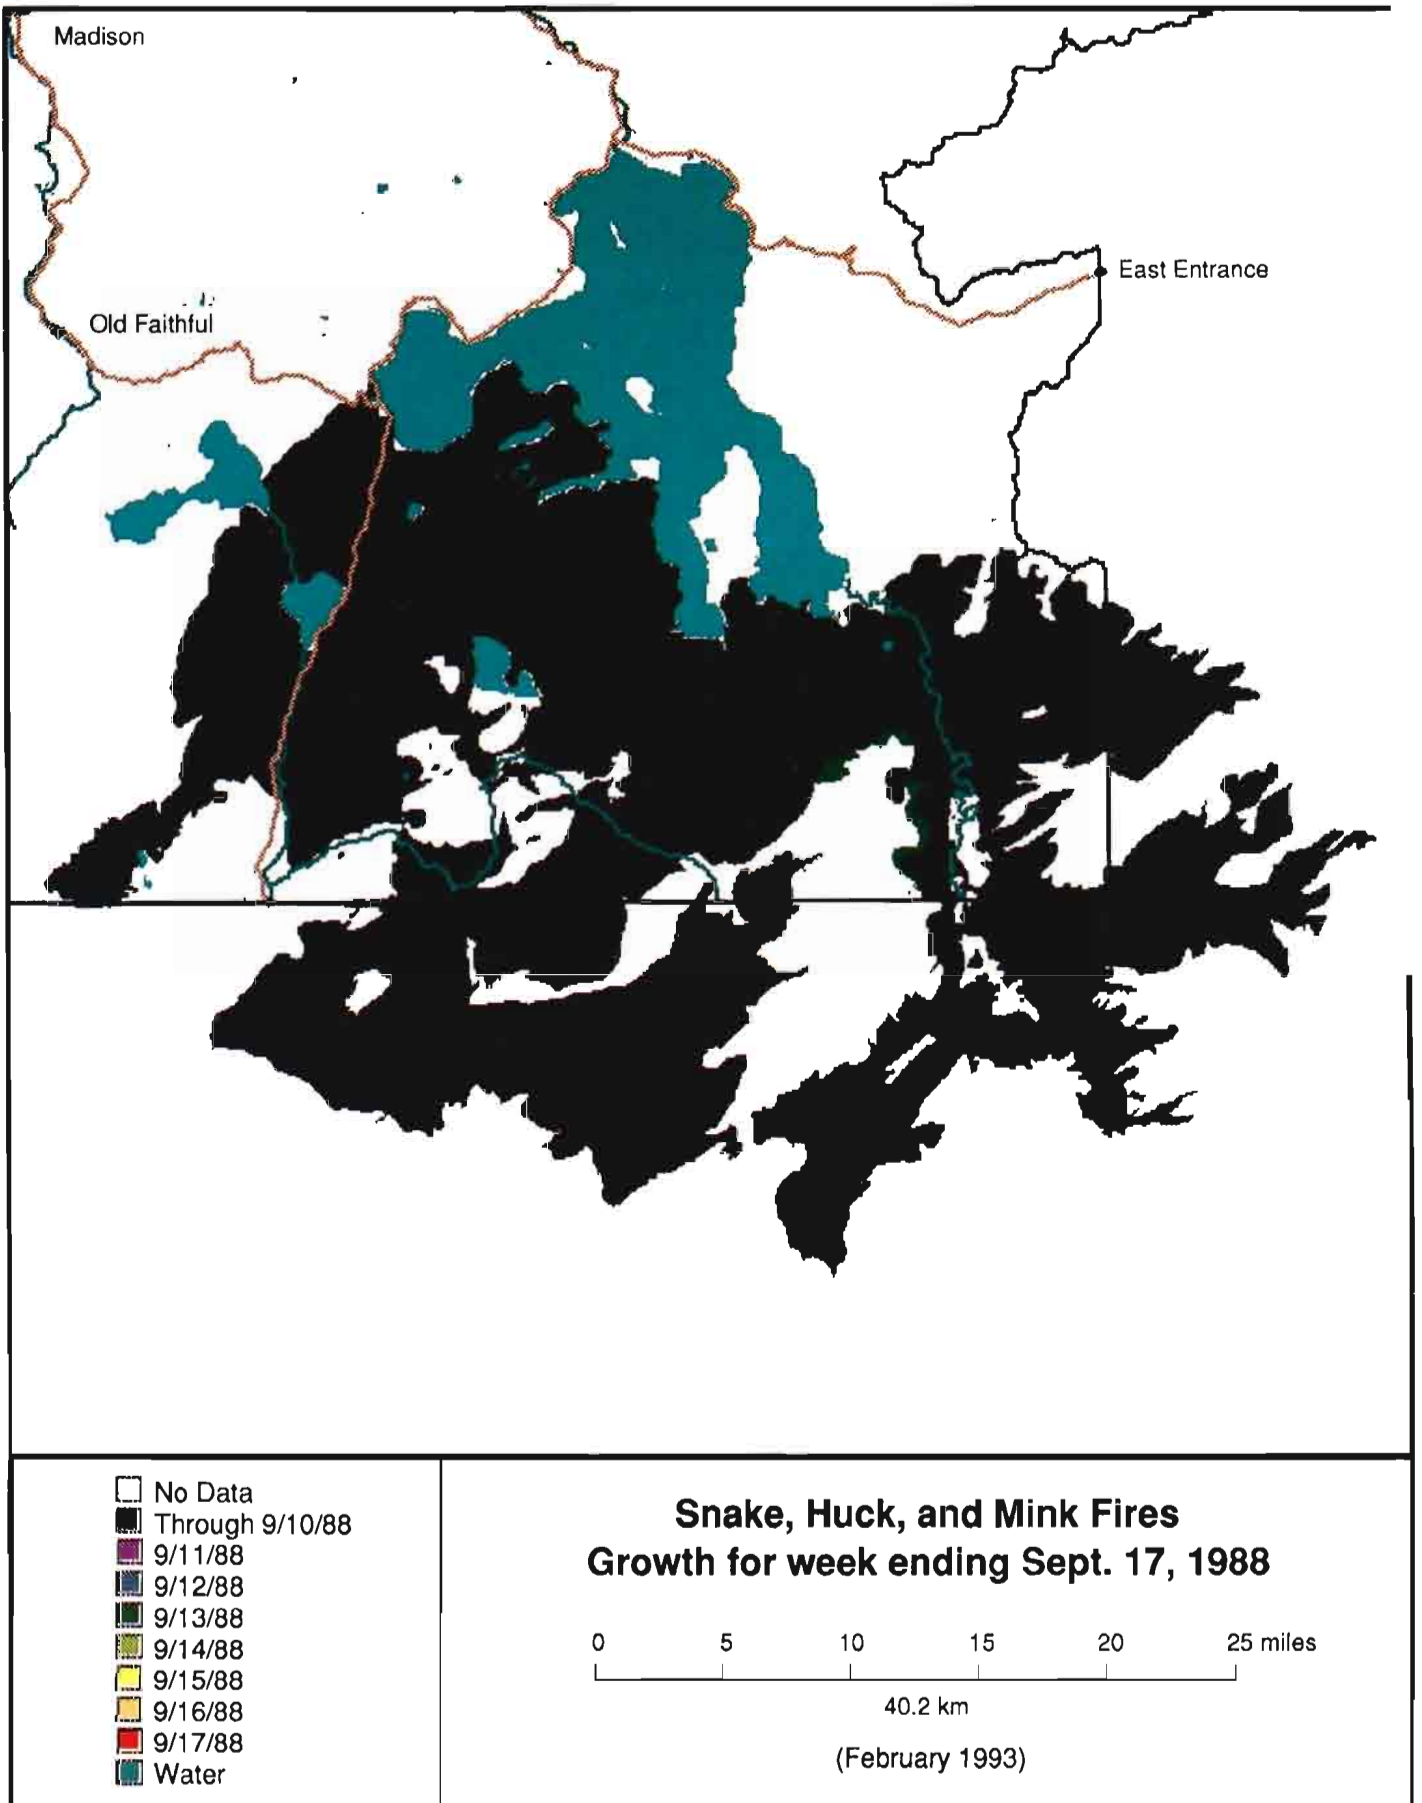 Madison
East Entrance
Old Faithful
No Data
Through 9/10/88
9/11/88
9/12/88
9/13/88
9/14/88
9/15/88
9/16/88
9/17/88
Water
Snake, Huck, and Mink Fires
Growth for week ending Sept. 17, 1988
0 5 10 15 20 25 miles
40.2 km
(February 1993)